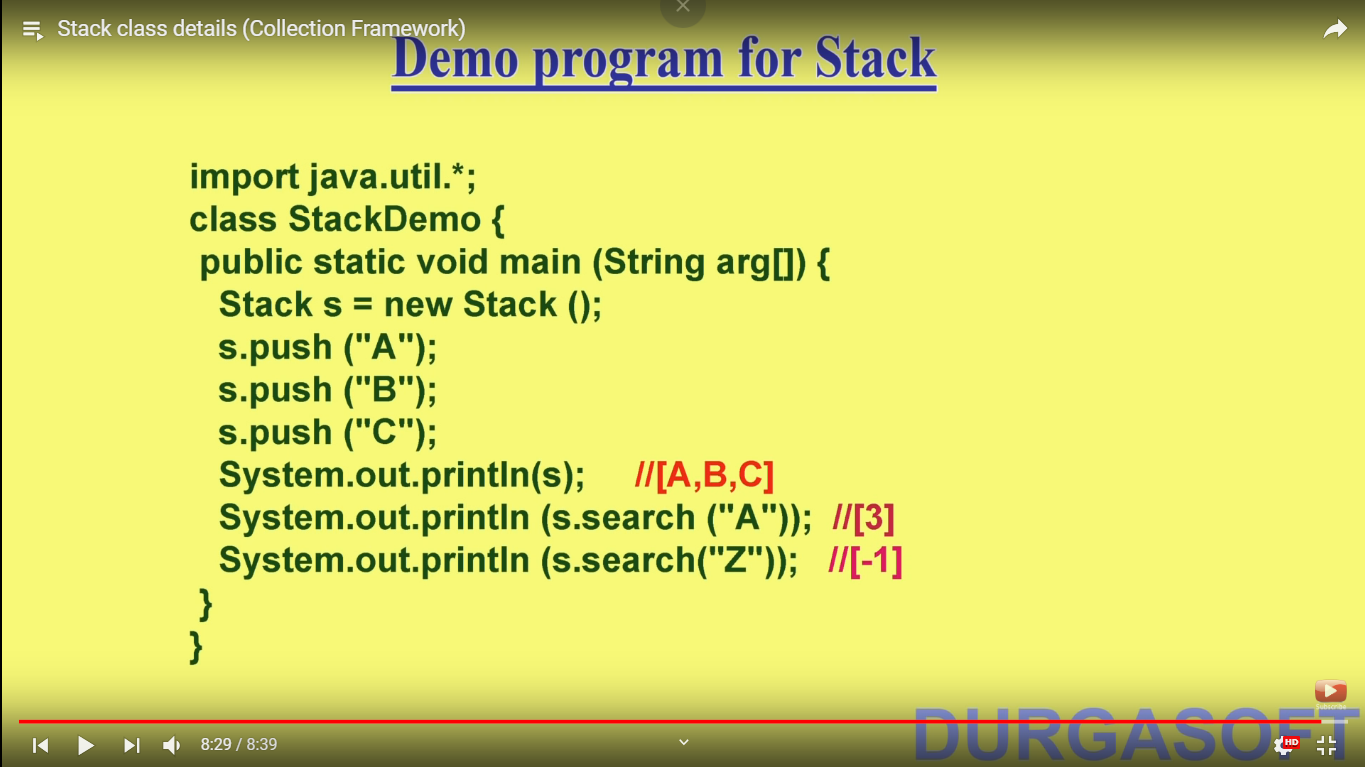 Stack class details (Collection Framework)
Demo program for Stack
import java.util.*;
class StackDemo {
public static void main (String arg[]) {
Stack s = new Stack ();
s.push ("A");
s.push ("B");
s.push ("C");
System.out.println(s); //[A,B,C]
System.out.println (s.search ("A")); //[3]
System.out.println (s.search("Z")); //[-1]
}
}
Subscribe
DURGASOFT
8:29 / 8:39
HD